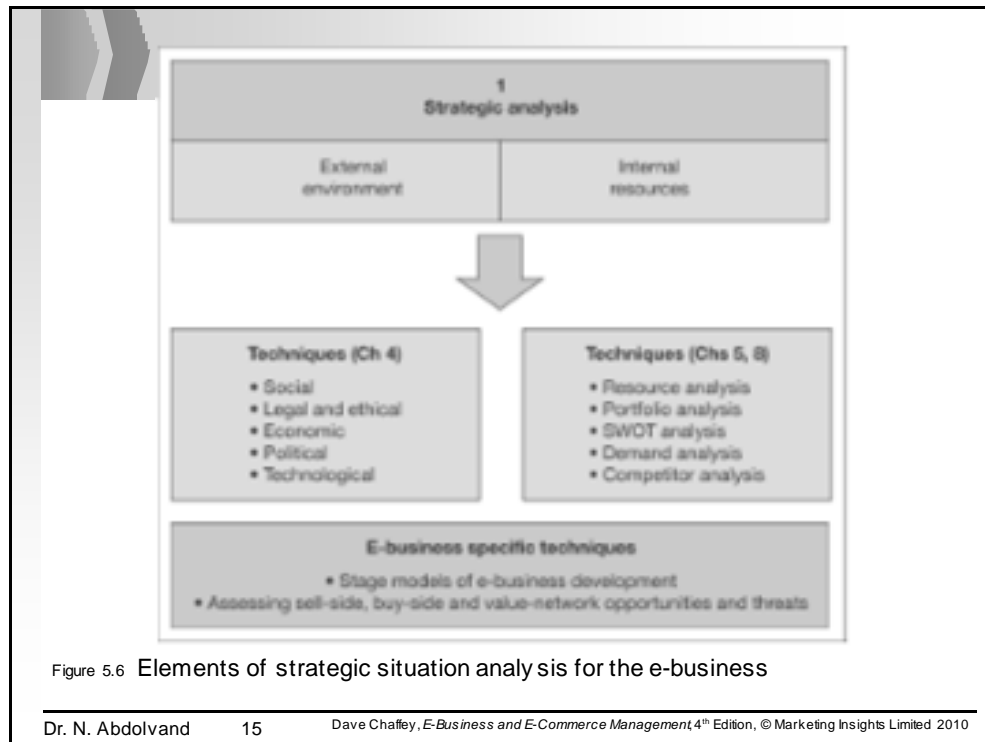 1
Strategic analysis
External
environment
Internal
resources
Techniques (Ch 4)
• Social
• Legal and ethical
• Economic
• Political
• Technological
Techniques (Chs 5, 8)
• Resource analysis
• Portfolio analysis
• SWOT analysis
• Demand analysis
• Competitor analysis
E-business specific techniques
• Stage models of e-business development
• Assessing sell-side, buy-side and value-network opportunities and threats
Figure 5.6 Elements of strategic situation analysis for the e-business
Dr. N. Abdolvand 15 Dave Chaffey, E-Business and E-Commerce Management, 4th Edition, © Marketing Insights Limited 2010